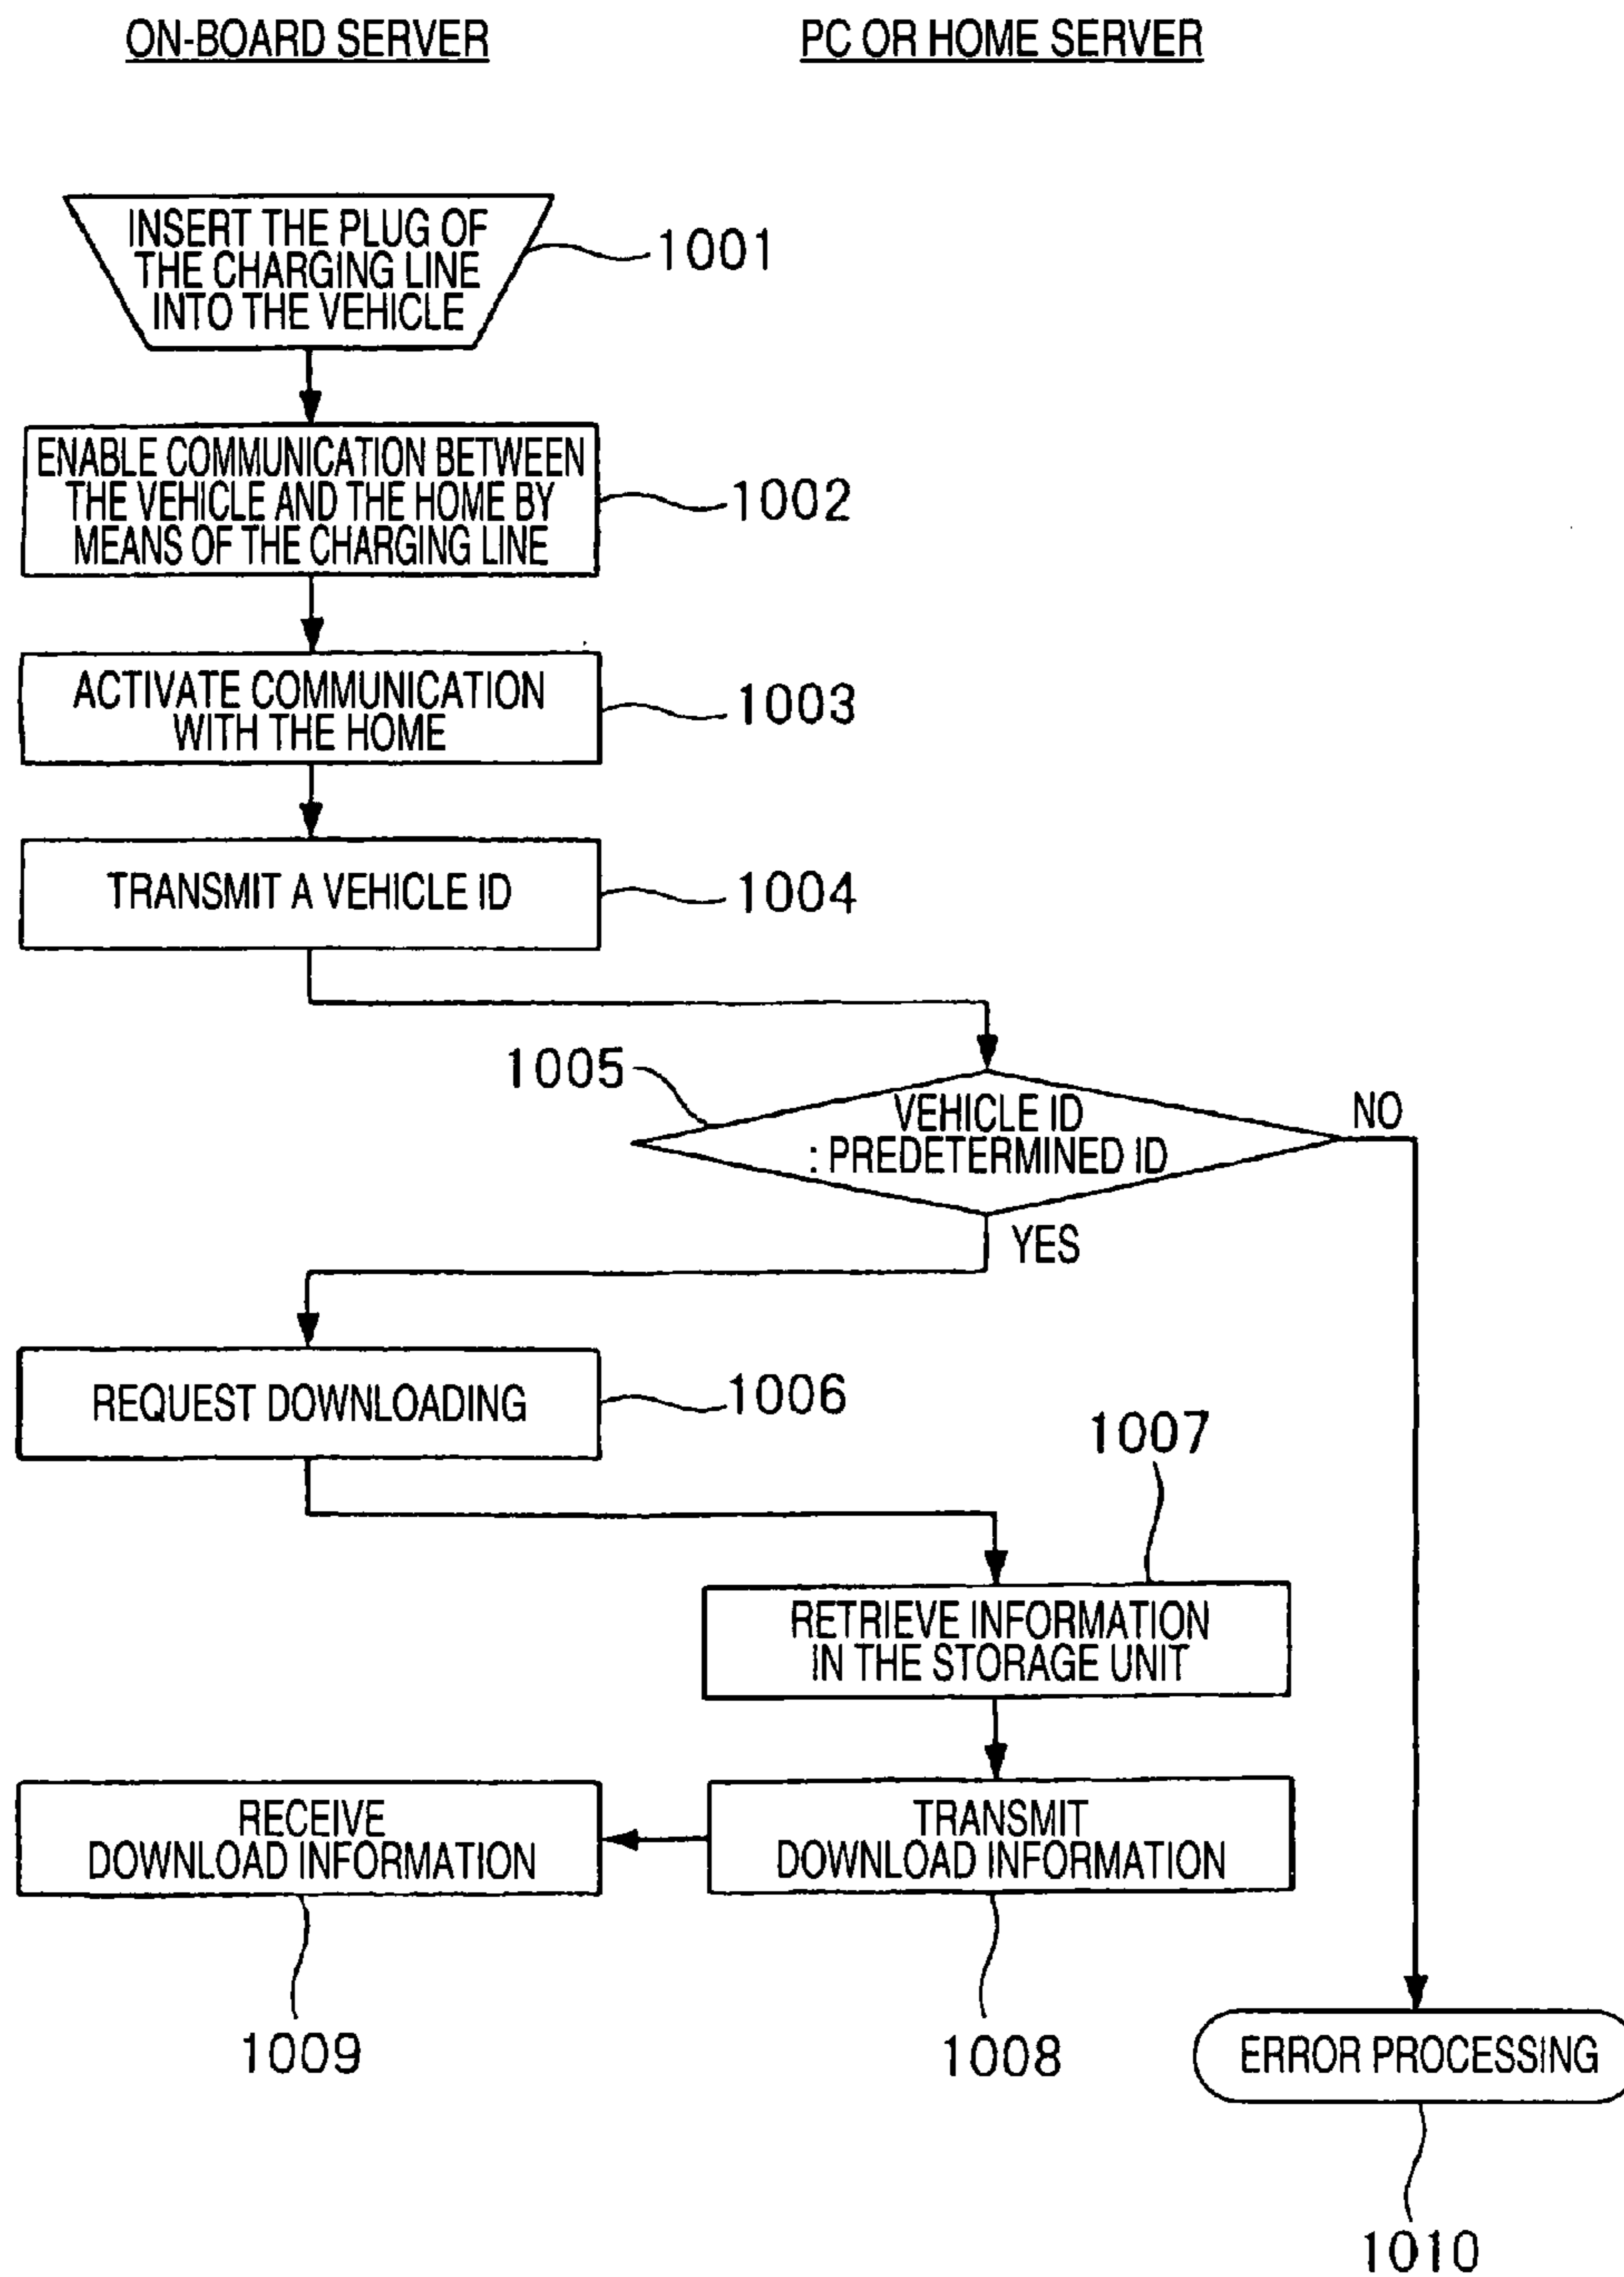 ON-BOARD SERVER
PC OR HOME SERVER
INSERT THE PLUG OF
THE CHARGING LINE
INTO THE VEHICLE
1001
ENABLE COMMUNICATION BETWEEN
THE VEHICLE AND THE HOME BY
MEANS OF THE CHARGING LINE
1002
ACTIVATE COMMUNICATION
WITH THE HOME
1003
TRANSMIT A VEHICLE ID
1004
1005
VEHICLE ID
: PREDETERMINED ID
NO
YES
REQUEST DOWNLOADING
1006
1007
RETRIEVE INFORMATION
IN THE STORAGE UNIT
RECEIVE
DOWNLOAD INFORMATION
TRANSMIT
DOWNLOAD INFORMATION
1009
1008
ERROR PROCESSING
1010